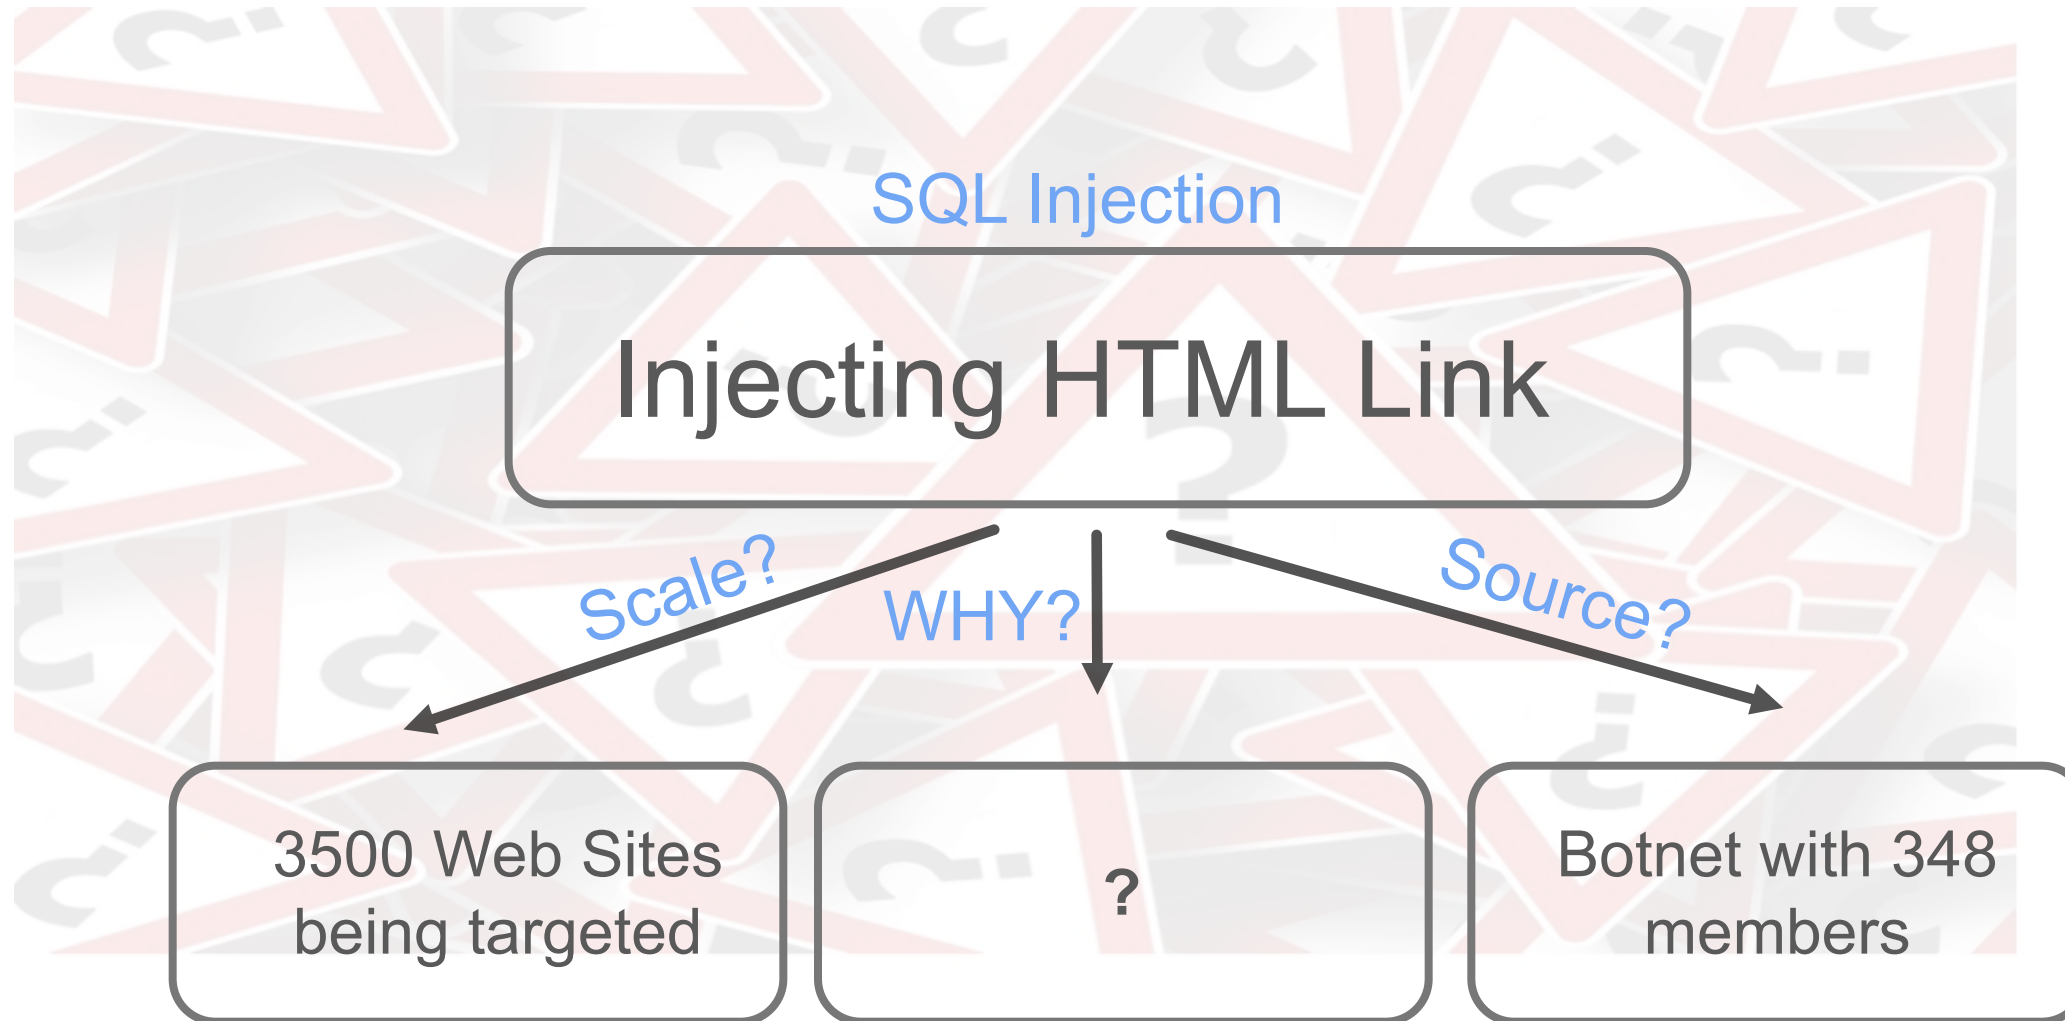 SQL Injection
Injecting HTML Link
Scale?
WHY?
Source?
3500 Web Sites
being targeted
?
Botnet with 348
members